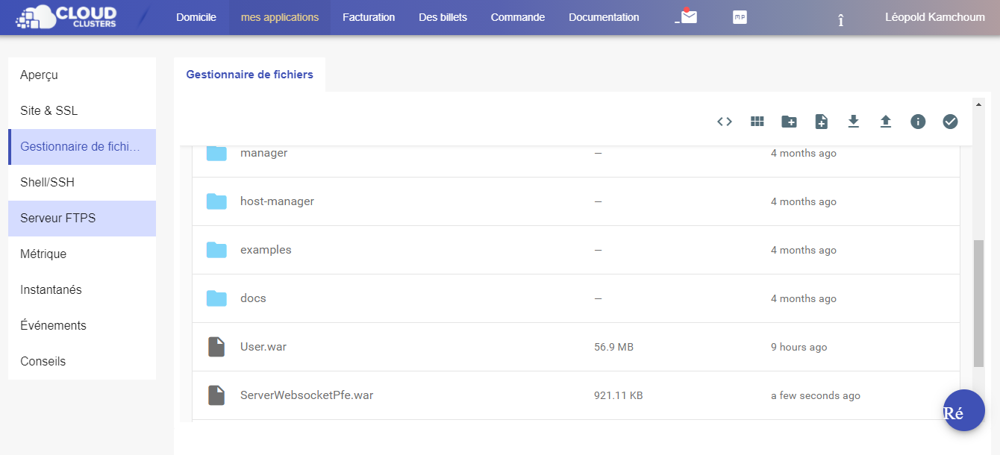 CLOUD
CLUSTERS
Domicile
mes applications
Facturation
Des billets
Commande
Documentation
MP
Léopold Kamchoum
Aperçu
Site & SSL
Gestionnaire de fichi…
Shell/SSH
Serveur FTPS
Métrique
Instantanés
Événements
Conseils
Gestionnaire de fichiers
manager — 4 months ago
host-manager — 4 months ago
examples — 4 months ago
docs — 4 months ago
User.war 56.9 MB 9 hours ago
ServerWebsocketPfe.war 921.11 KB a few seconds ago
Ré